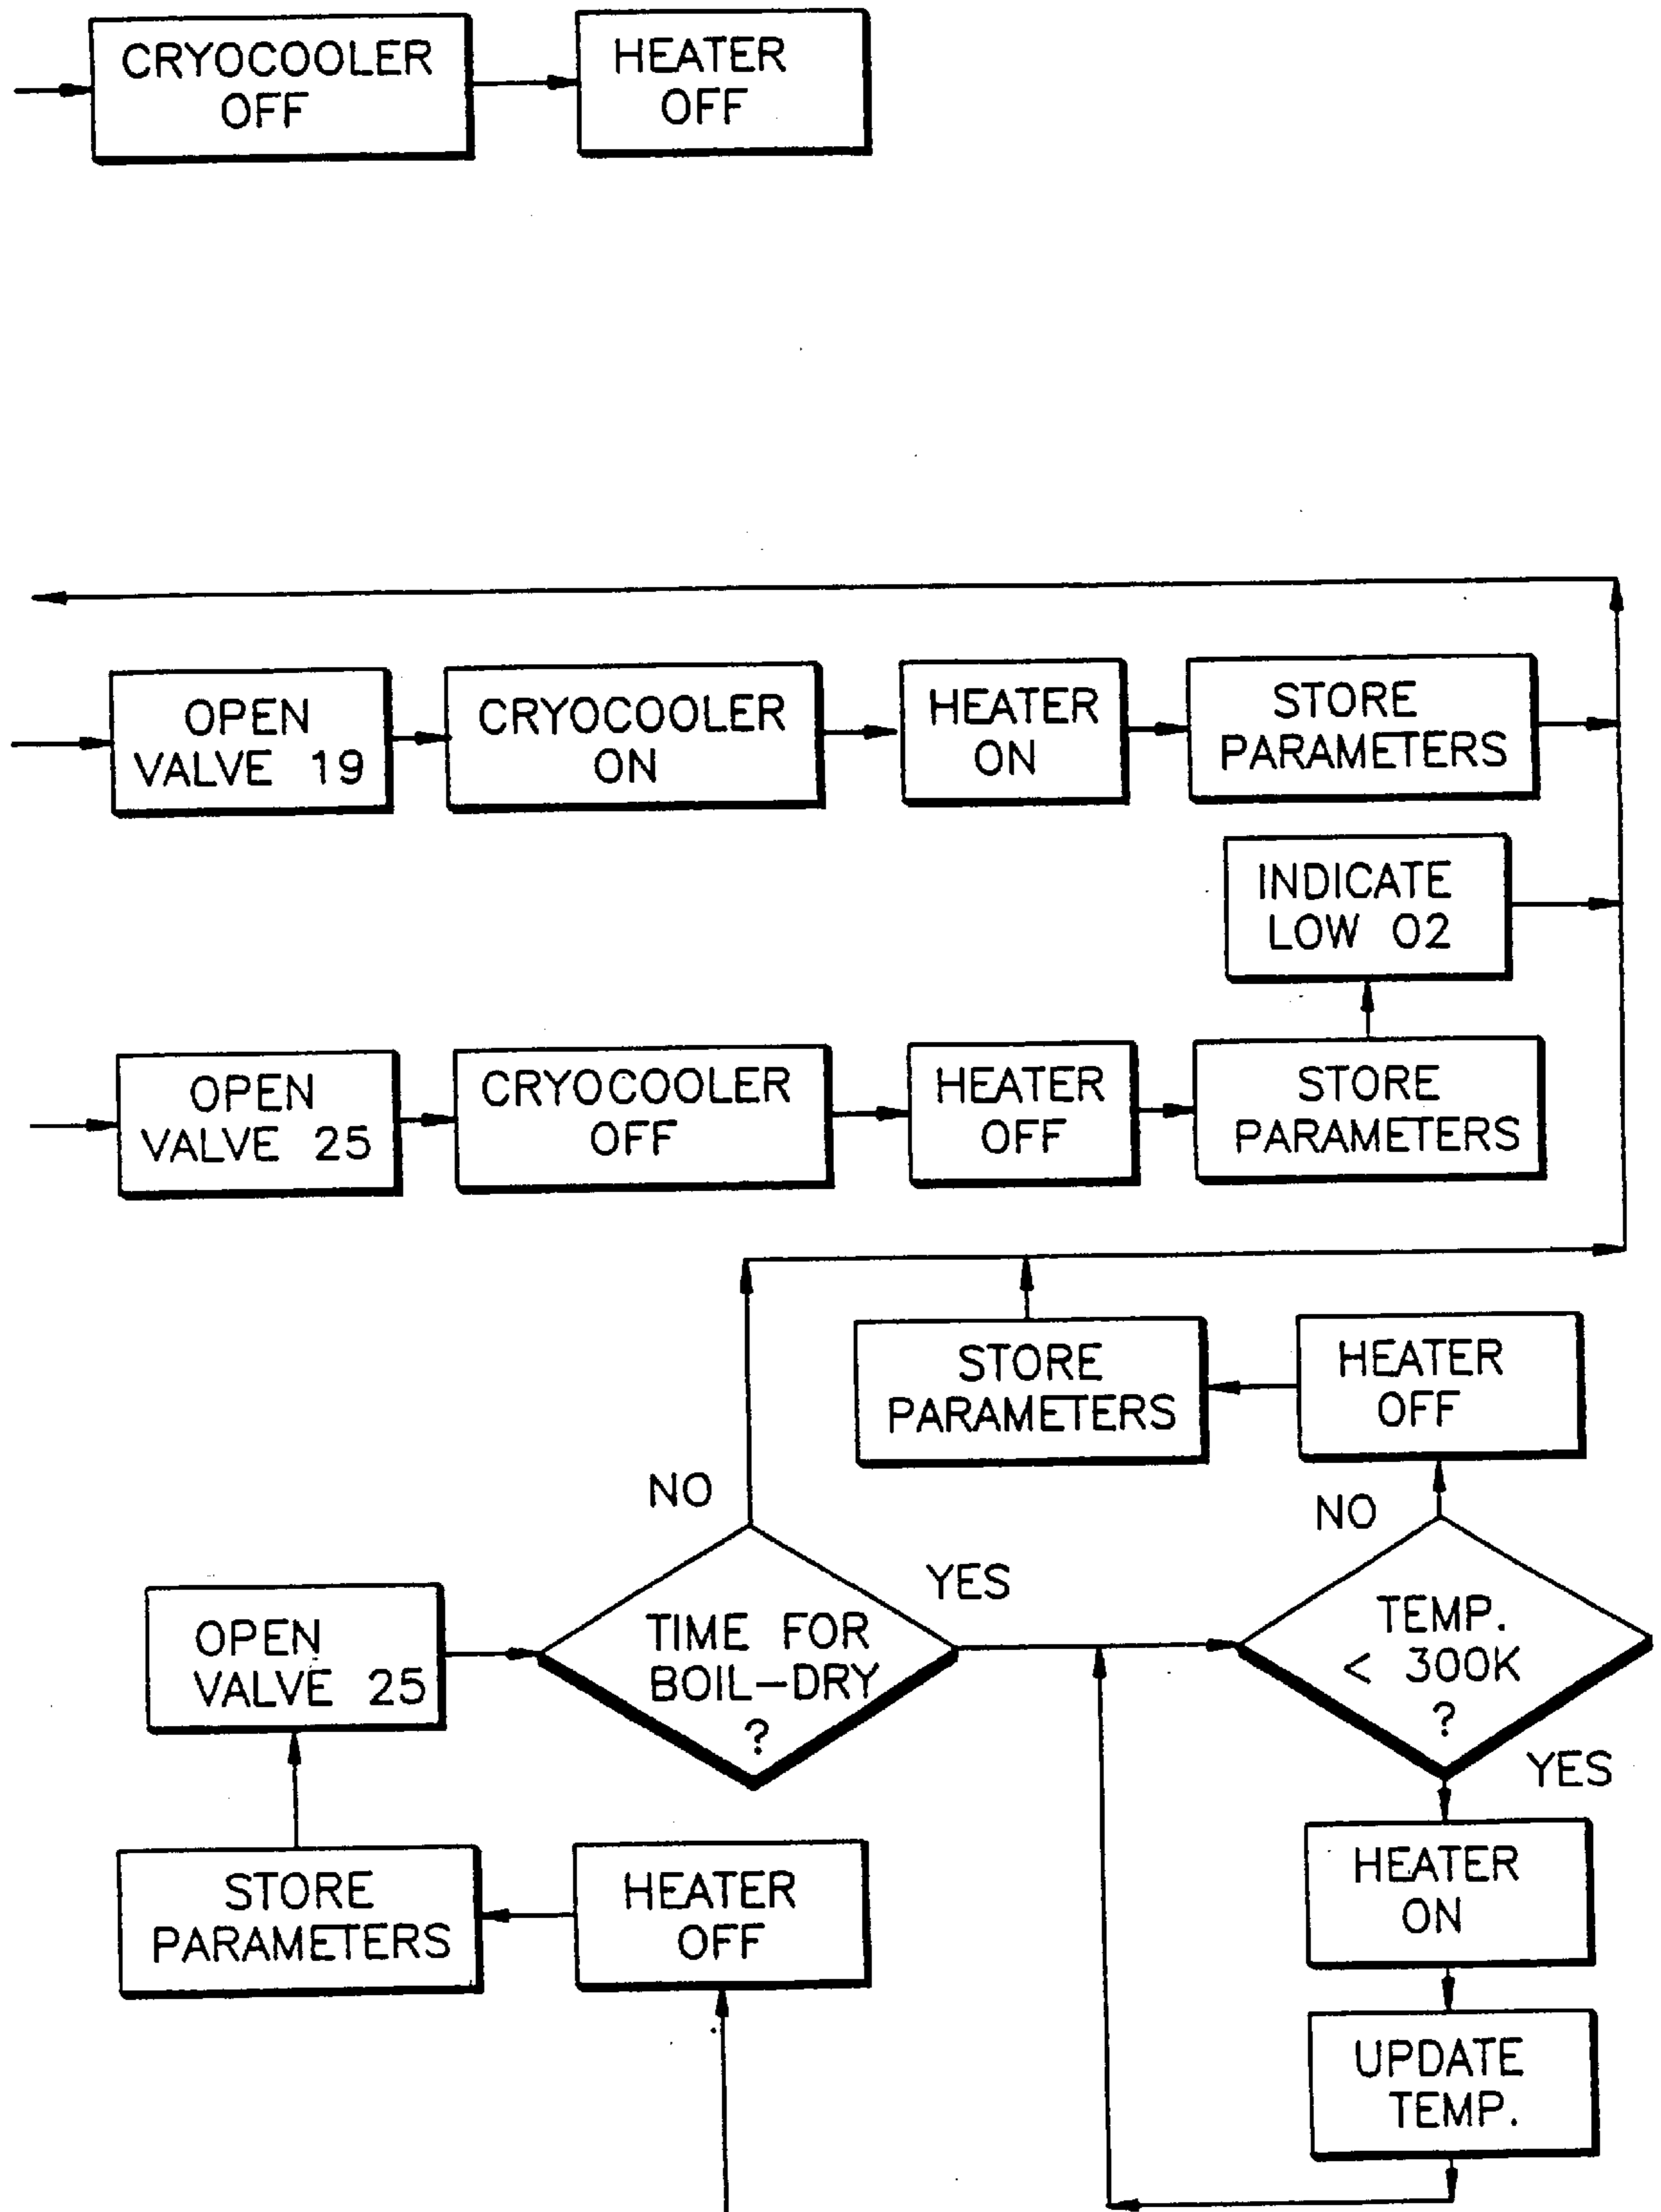 CRYOCOOLER
OFF
HEATER
OFF
OPEN
VALVE 19
CRYOCOOLER
ON
HEATER
ON
STORE
PARAMETERS
INDICATE
LOW O2
OPEN
VALVE 25
CRYOCOOLER
OFF
HEATER
OFF
STORE
PARAMETERS
STORE
PARAMETERS
HEATER
OFF
NO
NO
YES
OPEN
VALVE 25
TIME FOR
BOIL-DRY
?
TEMP.
< 300K
?
YES
STORE
PARAMETERS
HEATER
OFF
HEATER
ON
UPDATE
TEMP.